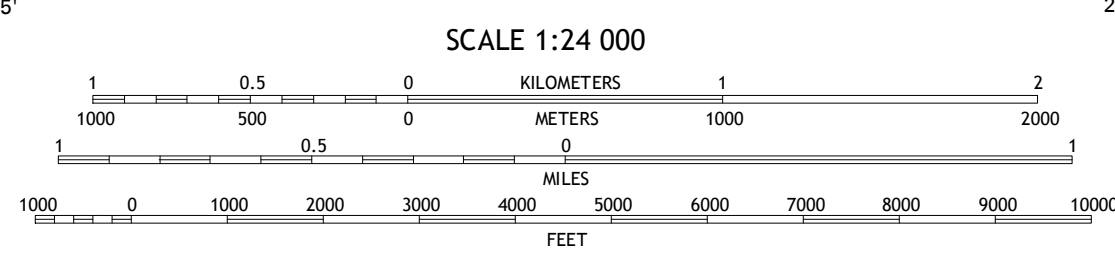 5' 2
SCALE 1:24 000
1 0.5 0 KILOMETERS 1 2
1000 500 0 METERS 1000 2000
1 0.5 0 1
MILES
1000 0 1000 2000 3000 4000 5000 6000 7000 8000 9000 10000
FEET